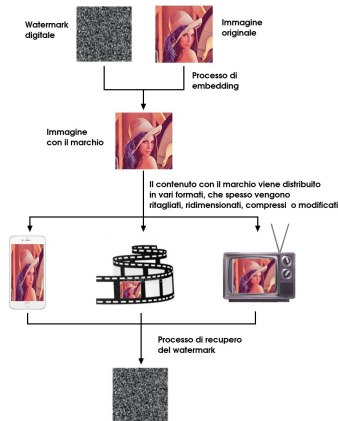 Watermark
digitale
Immagine
originale
Processo di
embedding
Immagine
con il marchio
Il contenuto con il marchio viene distribuito
in vari formati, che spesso vengono
ritagliati, ridimensionati, compressi o modificati
Processo di recupero
del watermark